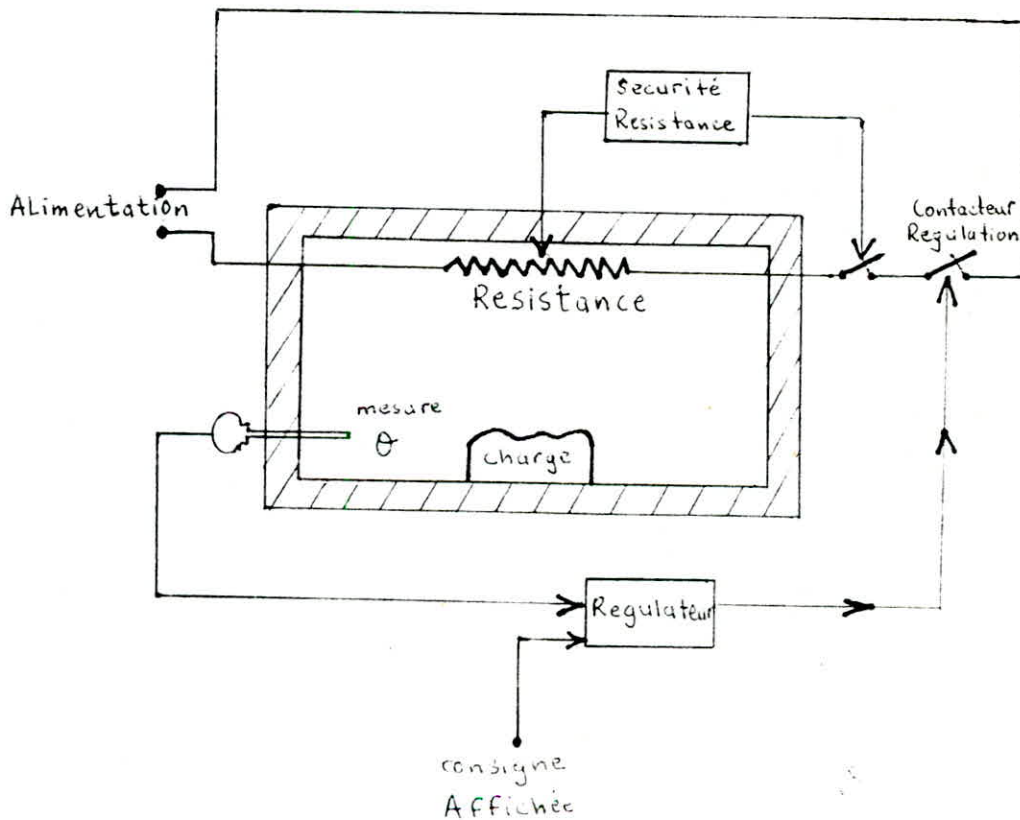 Securité
Resistance
ALimentation
Contacteur
Regulation
Resistance
mesure
θ
charge
Regulateur
consigne
Affichée